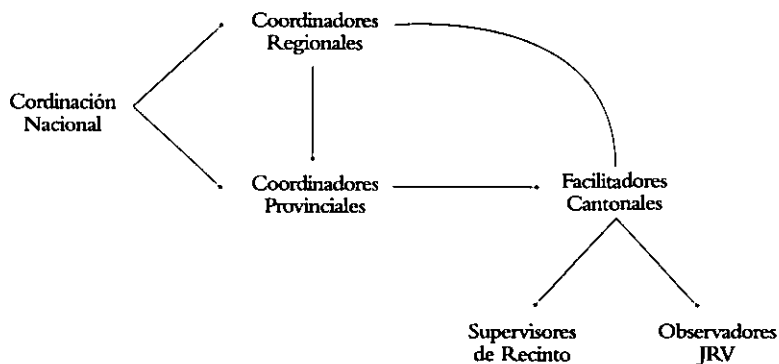 Coordinadores
Regionales
Cordinación
Nacional
Coordinadores
Provinciales
Facilitadores
Cantonales
Supervisores
de Recinto
Observadores
JRV